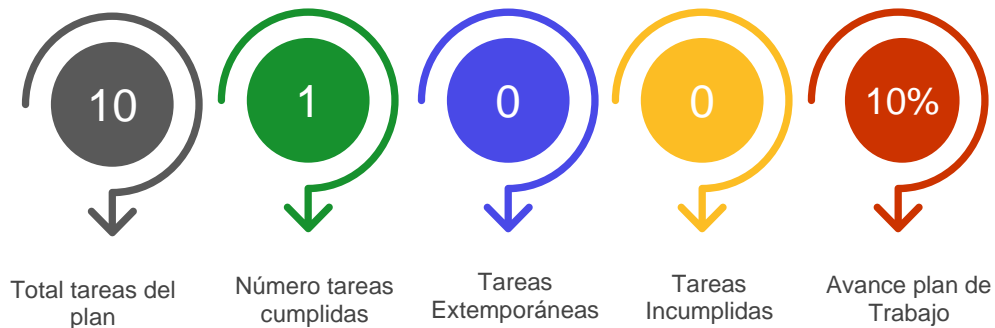 10
1
0
0
10%
Total tareas del
plan
Número tareas
cumplidas
Tareas
Extemporáneas
Tareas
Incumplidas
Avance plan de
Trabajo